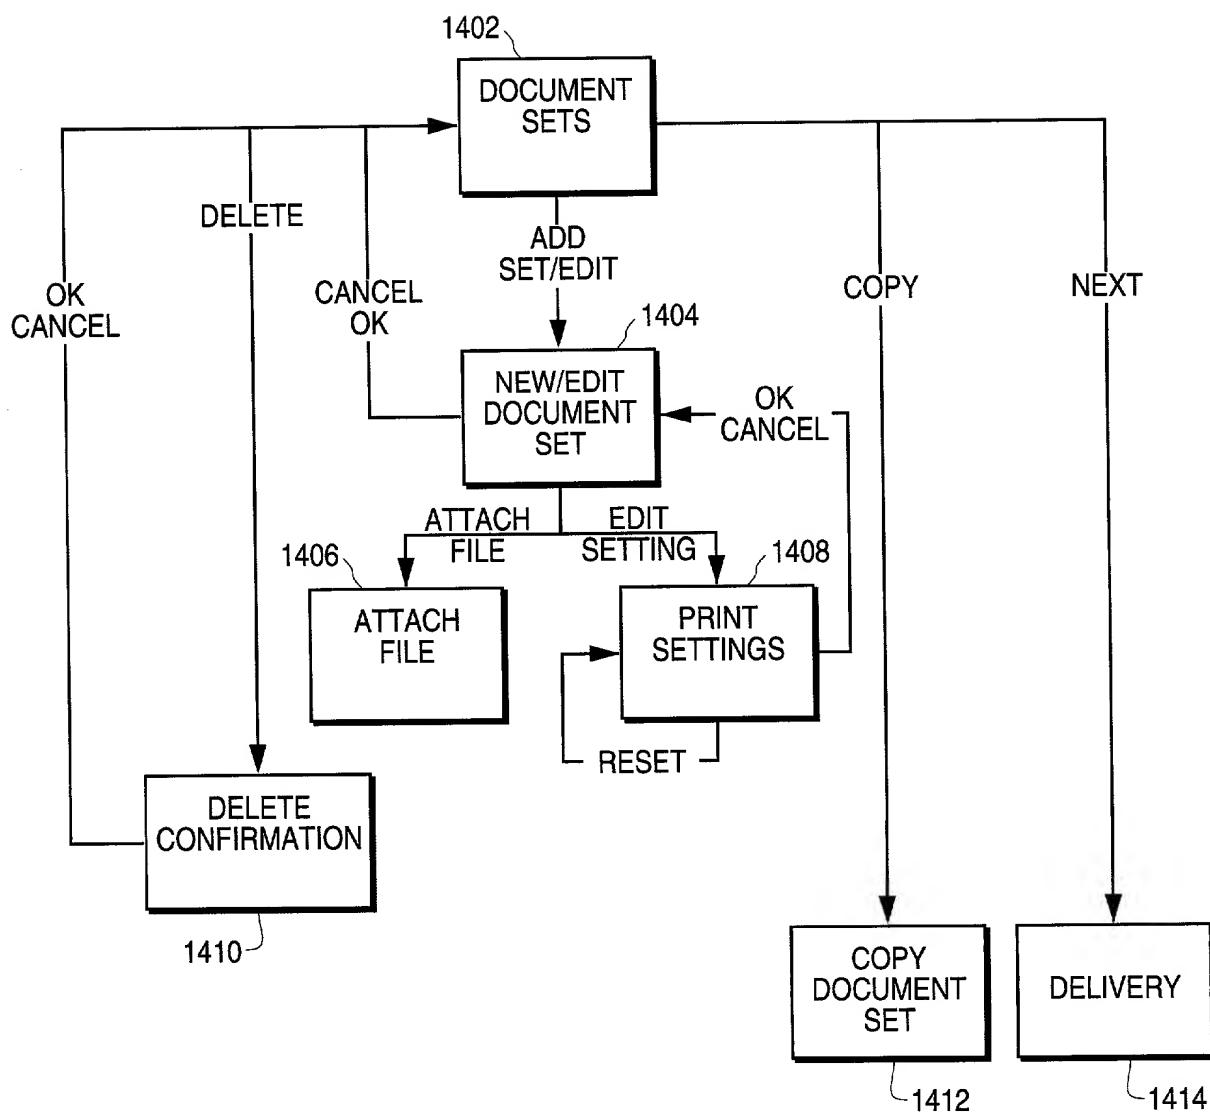 1402
DOCUMENT
SETS
DELETE
ADD
SET/EDIT
OK
CANCEL
CANCEL
OK
COPY
NEXT
1404
NEW/EDIT
DOCUMENT
SET
OK
CANCEL
ATTACH
FILE
EDIT
SETTING
1406
1408
ATTACH
FILE
PRINT
SETTINGS
RESET
DELETE
CONFIRMATION
1410
COPY
DOCUMENT
SET
DELIVERY
1412
1414